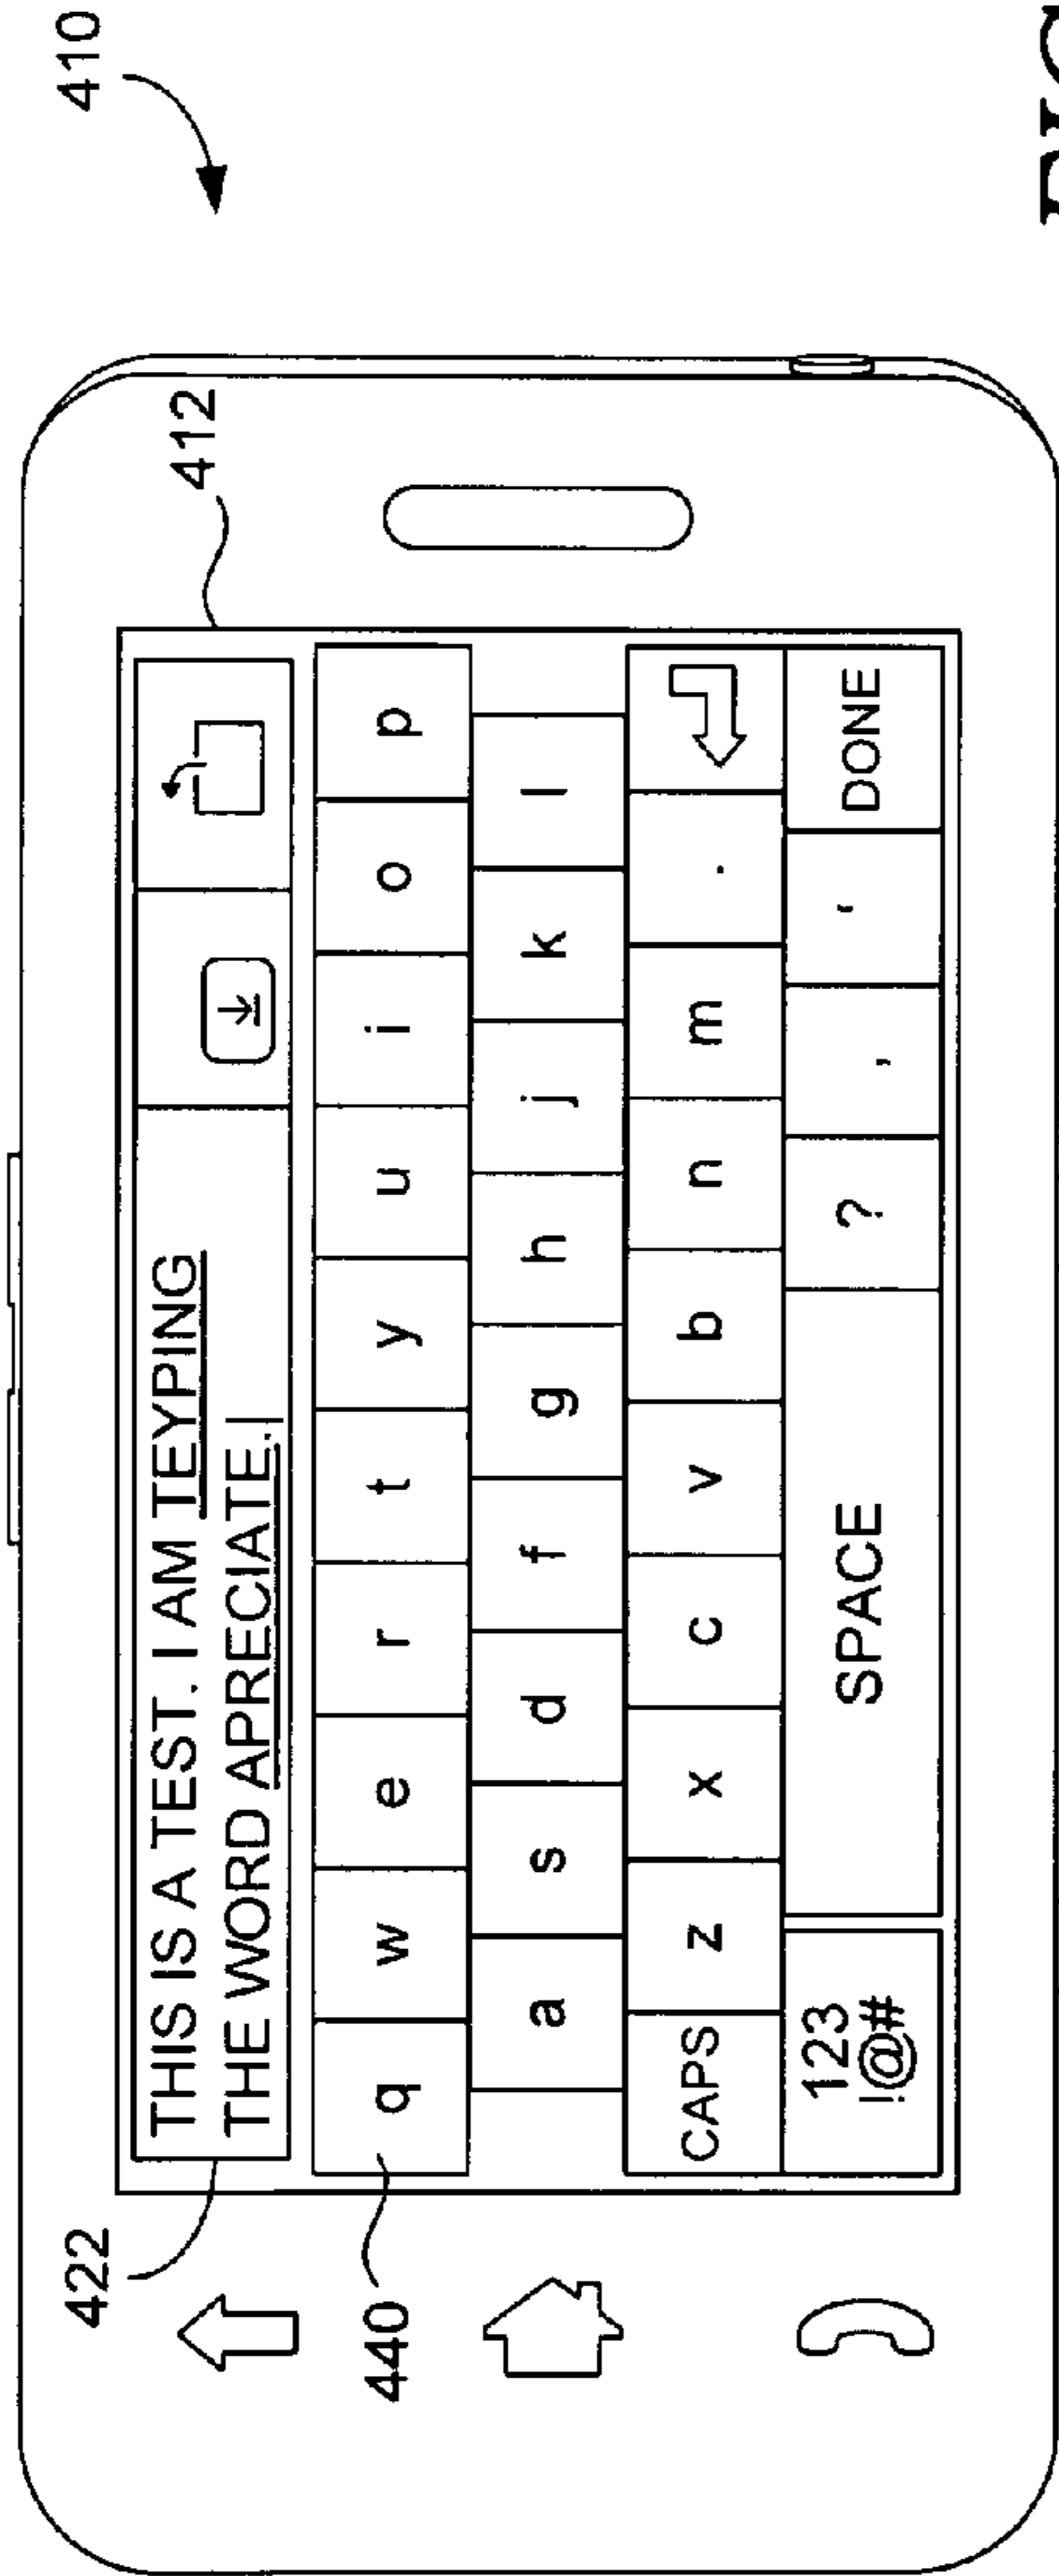 410
412
422
THIS IS A TEST. I AM TEYPING
THE WORD APRECIATE.
440
q w e r t y u i o p
a s d f g h j k l
CAPS z x c v b n m .
123
!@#
SPACE ? , ‘ DONE